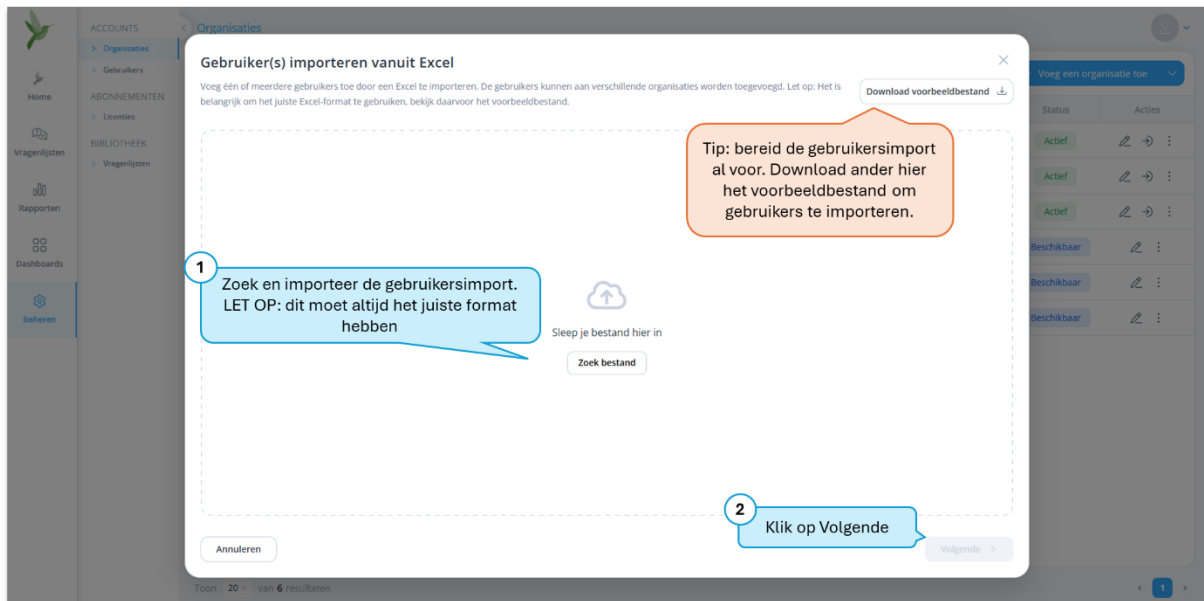 ACCOUNTS
Organisaties
Organisaties
Gebruikers
Home
ABONNEMENTEN
Licenties
BIBLIOTHEEK
Vragenlijsten
Vragenlijsten
Rapporten
Dashboards
Beheren
Gebruiker(s) importeren vanuit Excel
Voeg één of meerdere gebruikers toe door een Excel te importeren. De gebruikers kunnen aan verschillende organisaties worden toegevoegd. Let op: Het is
belangrijk om het juiste Excel-format te gebruiken, bekijk daarvoor het voorbeeldbestand.
Download voorbeeldbestand
Voeg een organisatie toe
Status Acties
Actief
Actief
Actief
Beschikbaar
Beschikbaar
Beschikbaar
Tip: bereid de gebruikersimport
al voor. Download ander hier
het voorbeeldbestand om
gebruikers te importeren.
1
Zoek en importeer de gebruikersimport.
LET OP: dit moet altijd het juiste format
hebben
Sleep je bestand hier in
Zoek bestand
2
Klik op Volgende
Annuleren
Volgende
Toon 20 van 6 resultaten
1